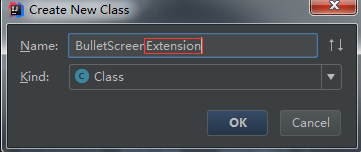 Create New Class
Name: BulletScreenExtension
Kind: Class
OK Cancel